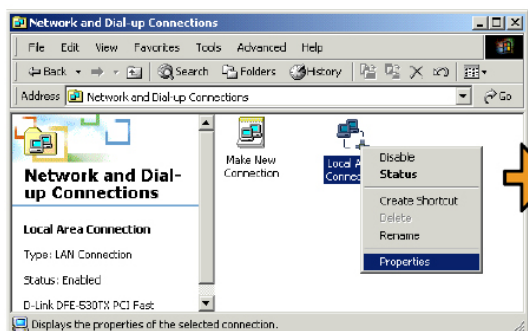 Network and Dial-up Connections
File Edit View Favorites Tools Advanced Help
Back Search Folders History
Address Network and Dial-up Connections Go
Network and Dial-
up Connections
Local Area Connection
Type: LAN Connection
Status: Enabled
D-Link DFE-530TX PCI Fast
Make New
Connection
Local A
Connec
Disable
Status
Create Shortcut
Delete
Rename
Properties
Displays the properties of the selected connection.